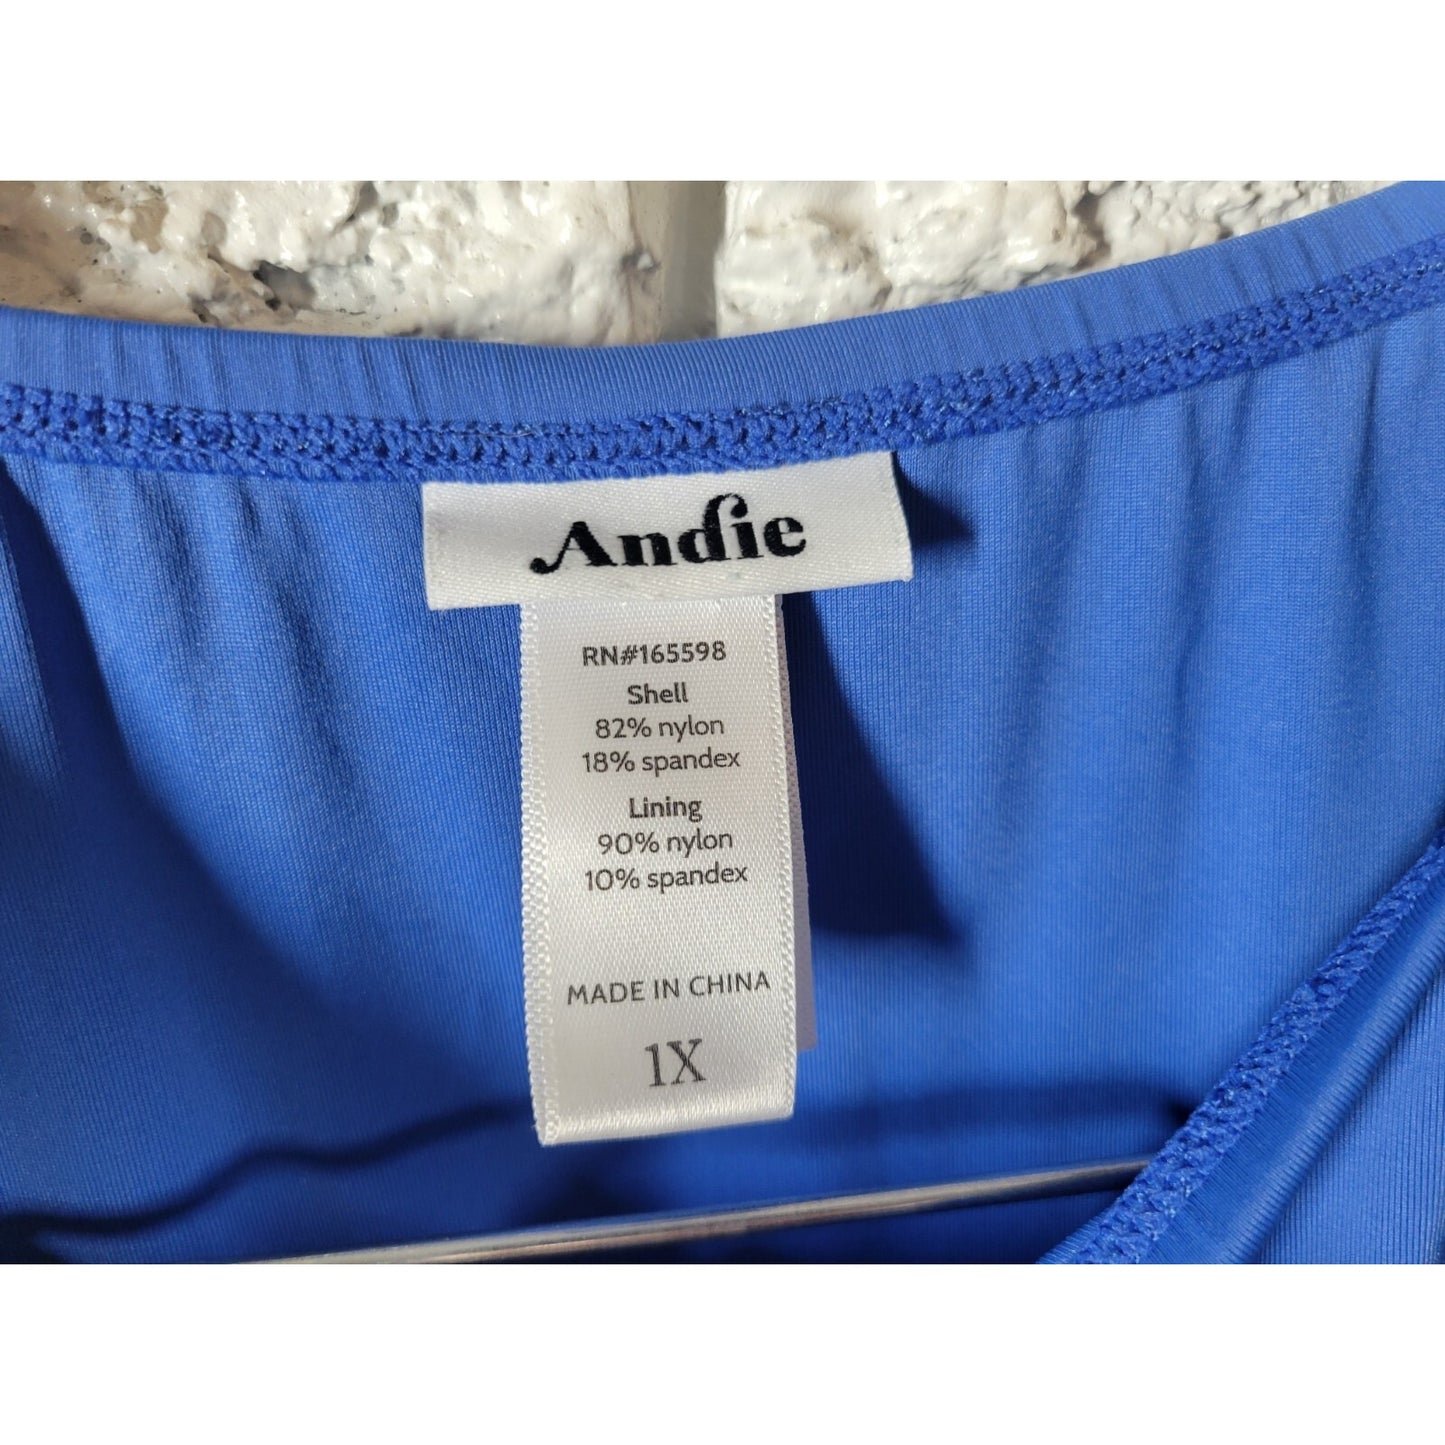 Andie
RN#165598
Shell
82% nylon
18% spandex
Lining
90% nylon
10% spandex
MADE IN CHINA
1X